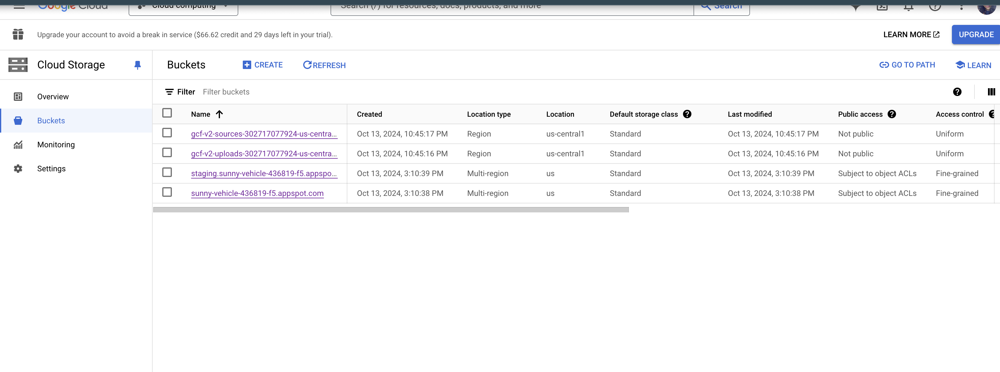 Google Cloud
Cloud computing
Search (/) for resources, docs, products, and more
Search
Upgrade your account to avoid a break in service ($66.62 credit and 29 days left in your trial).
LEARN MORE
UPGRADE
Cloud Storage
Buckets
CREATE
REFRESH
GO TO PATH
LEARN
Overview
Buckets
Monitoring
Settings
Filter Filter buckets
Name Created Location type Location Default storage class Last modified Public access Access control
gcf-v2-sources-302717077924-us-centra... Oct 13, 2024, 10:45:17 PM Region us-central1 Standard Oct 13, 2024, 10:45:17 PM Not public Uniform
gcf-v2-uploads-302717077924-us-centra... Oct 13, 2024, 10:45:16 PM Region us-central1 Standard Oct 13, 2024, 10:45:16 PM Not public Uniform
staging.sunny-vehicle-436819-f5.appspo... Oct 13, 2024, 3:10:39 PM Multi-region us Standard Oct 13, 2024, 3:10:39 PM Subject to object ACLs Fine-grained
sunny-vehicle-436819-f5.appspot.com Oct 13, 2024, 3:10:38 PM Multi-region us Standard Oct 13, 2024, 3:10:38 PM Subject to object ACLs Fine-grained